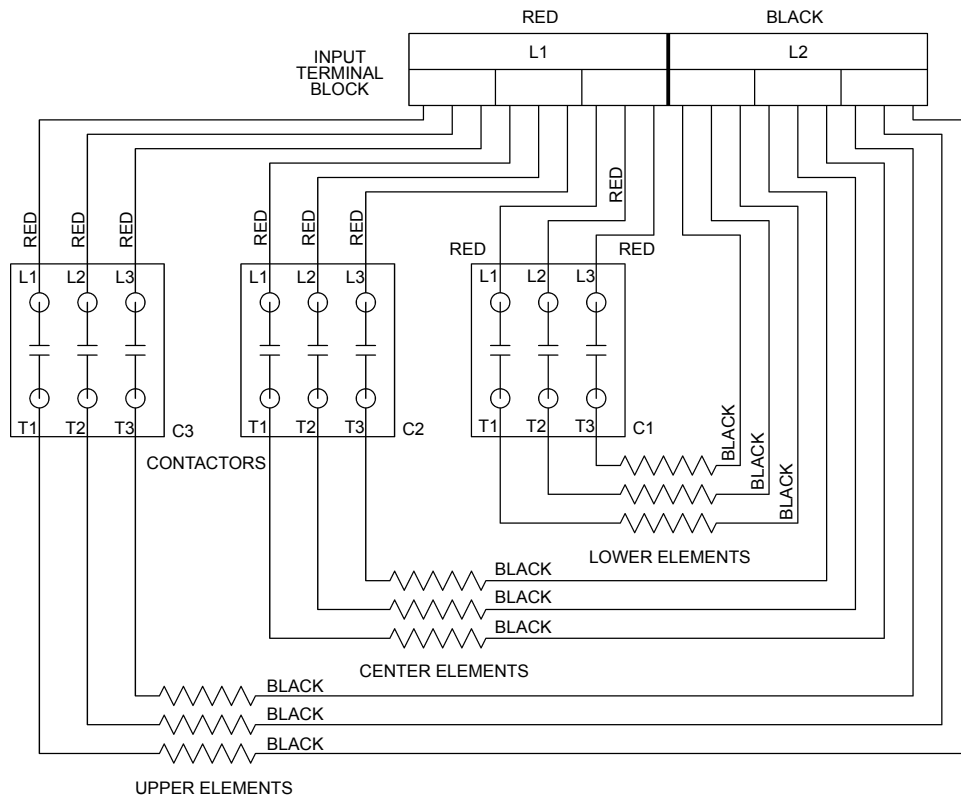 RED
BLACK
INPUT
TERMINAL
BLOCK
L1
L2
RED
RED
RED
RED
RED
RED
RED
RED
RED
L1
L2
L3
L1
L2
L3
L1
L2
L3
T1
T2
T3
C3
T1
T2
T3
C2
T1
T2
T3
C1
CONTACTORS
BLACK
BLACK
BLACK
LOWER ELEMENTS
BLACK
BLACK
BLACK
CENTER ELEMENTS
BLACK
BLACK
BLACK
UPPER ELEMENTS